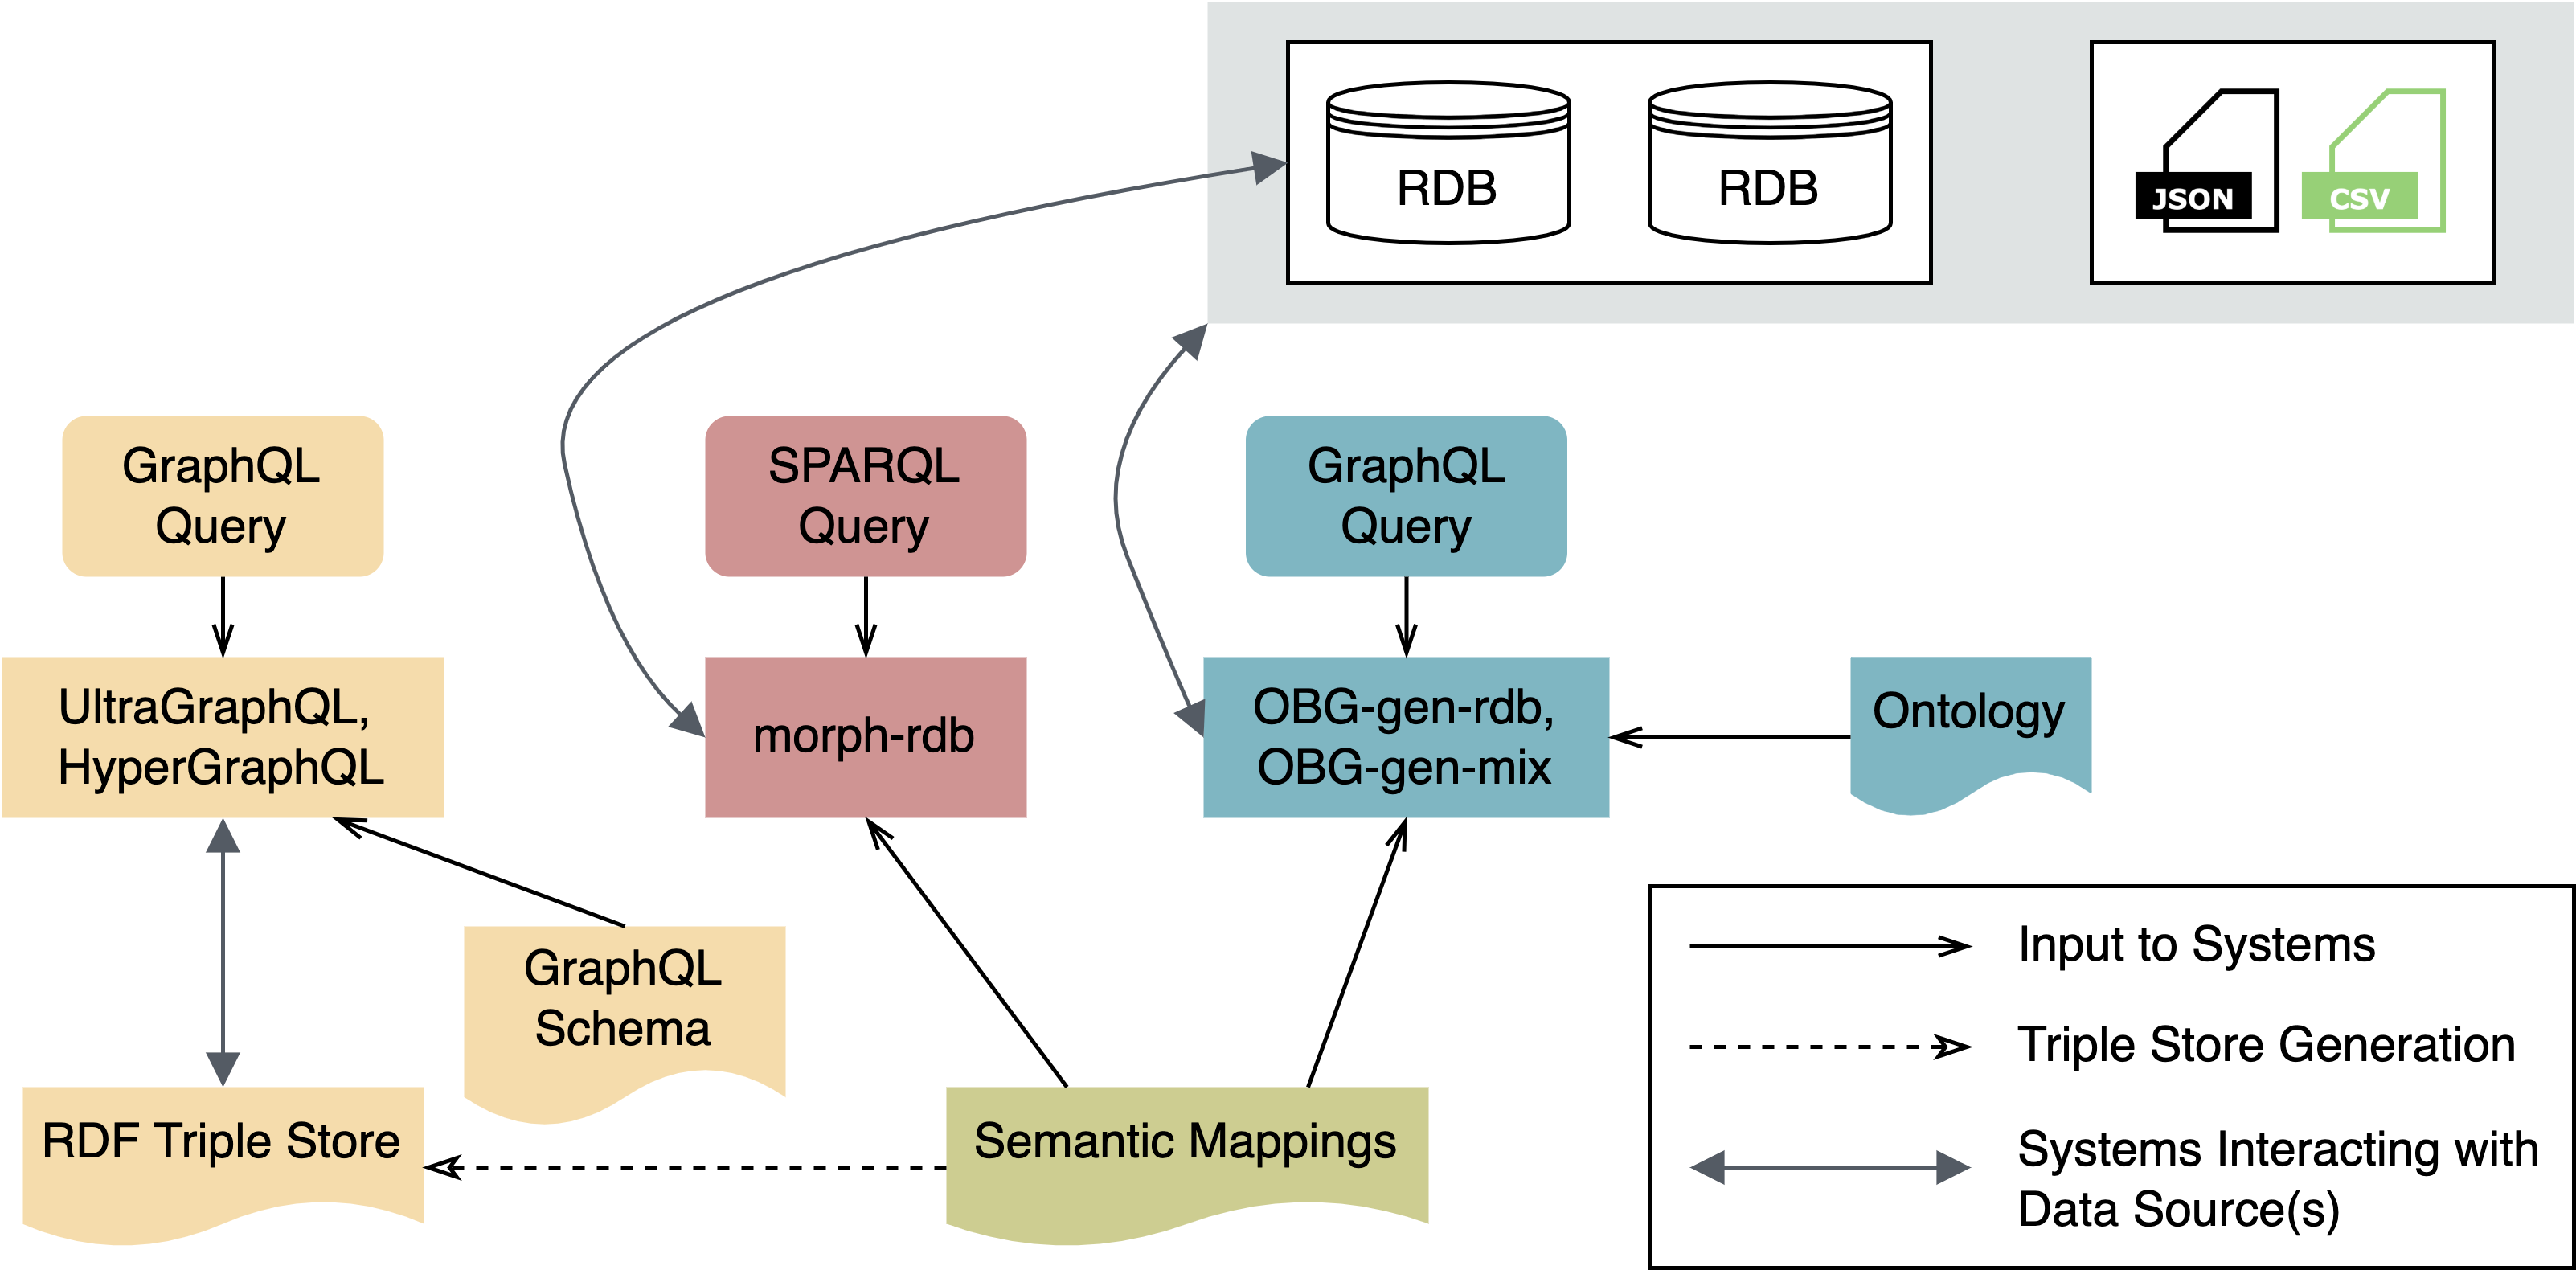 RDB
RDB
JSON
CSV
GraphQL
Query
SPARQL
Query
GraphQL
Query
UltraGraphQL,
HyperGraphQL
morph-rdb
OBG-gen-rdb,
OBG-gen-mix
Ontology
GraphQL
Schema
RDF Triple Store
Semantic Mappings
Input to Systems
Triple Store Generation
Systems Interacting with
Data Source(s)